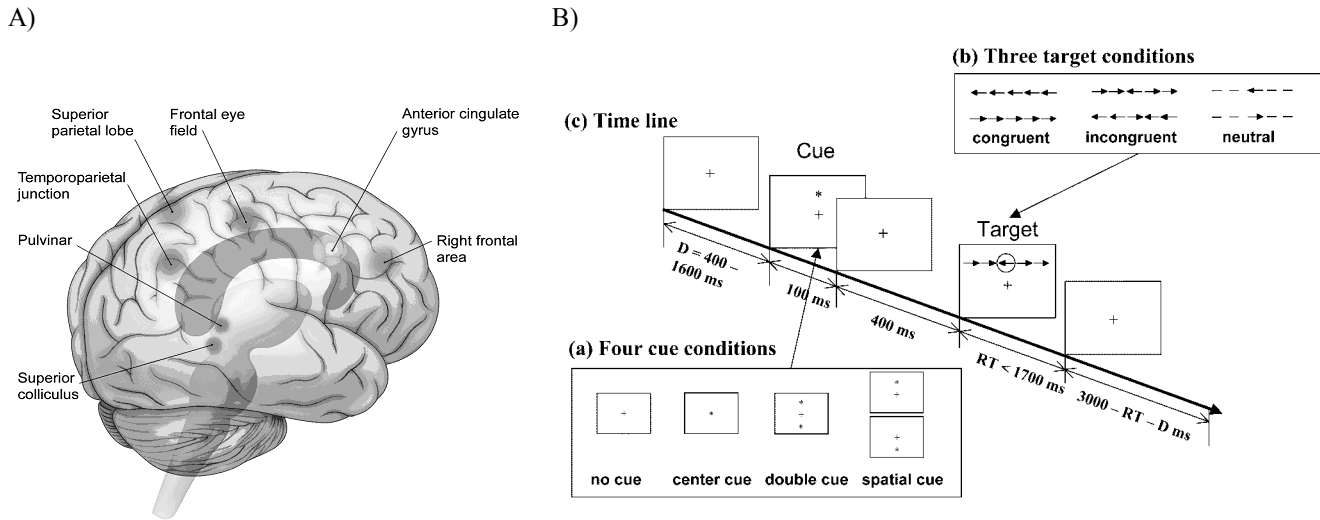 A)
B)
Superior
parietal lobe
Frontal eye
field
Anterior cingulate
gyrus
Temporoparietal
junction
Pulvinar
Right frontal
area
Superior
colliculus
(b) Three target conditions
congruent
incongruent
neutral
(c) Time line
Cue
+
*
+
+
Target
+
+
D = 400 –
1600 ms
100 ms
400 ms
RT < 1700 ms
3000 – RT – D ms
(a) Four cue conditions
+
*
*
+
*
*
+
+
*
no cue
center cue
double cue
spatial cue